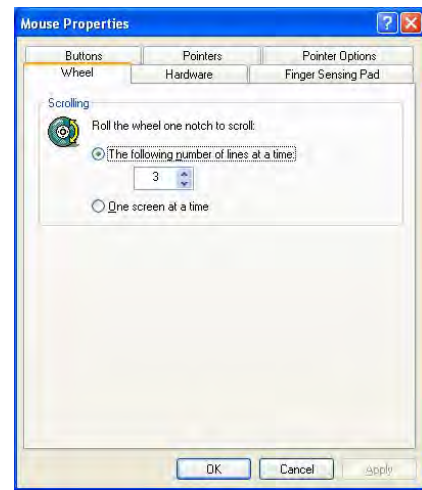 Mouse Properties
Buttons Pointers Pointer Options
Wheel Hardware Finger Sensing Pad
Scrolling
Roll the wheel one notch to scroll:
The following number of lines at a time:
3
One screen at a time
OK Cancel Apply